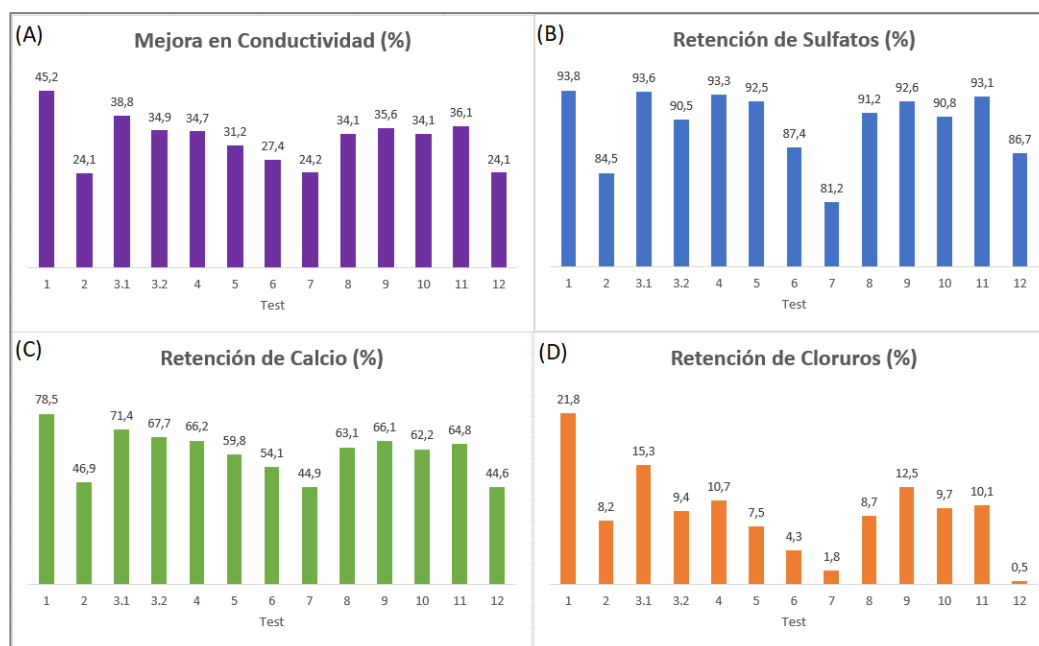 (A)
Mejora en Conductividad (%)
45,2 24,1 38,8 34,9 34,7 31,2 27,4 24,2 34,1 35,6 34,1 36,1 24,1
1 2 3.1 3.2 4 5 6 7 8 9 10 11 12
Test
(B)
Retención de Sulfatos (%)
93,8 84,5 93,6 90,5 93,3 92,5 87,4 81,2 91,2 92,6 90,8 93,1 86,7
1 2 3.1 3.2 4 5 6 7 8 9 10 11 12
Test
(C)
Retención de Calcio (%)
78,5 46,9 71,4 67,7 66,2 59,8 54,1 44,9 63,1 66,1 62,2 64,8 44,6
1 2 3.1 3.2 4 5 6 7 8 9 10 11 12
Test
(D)
Retención de Cloruros (%)
21,8 8,2 15,3 9,4 10,7 7,5 4,3 1,8 8,7 12,5 9,7 10,1 0,5
1 2 3.1 3.2 4 5 6 7 8 9 10 11 12
Test